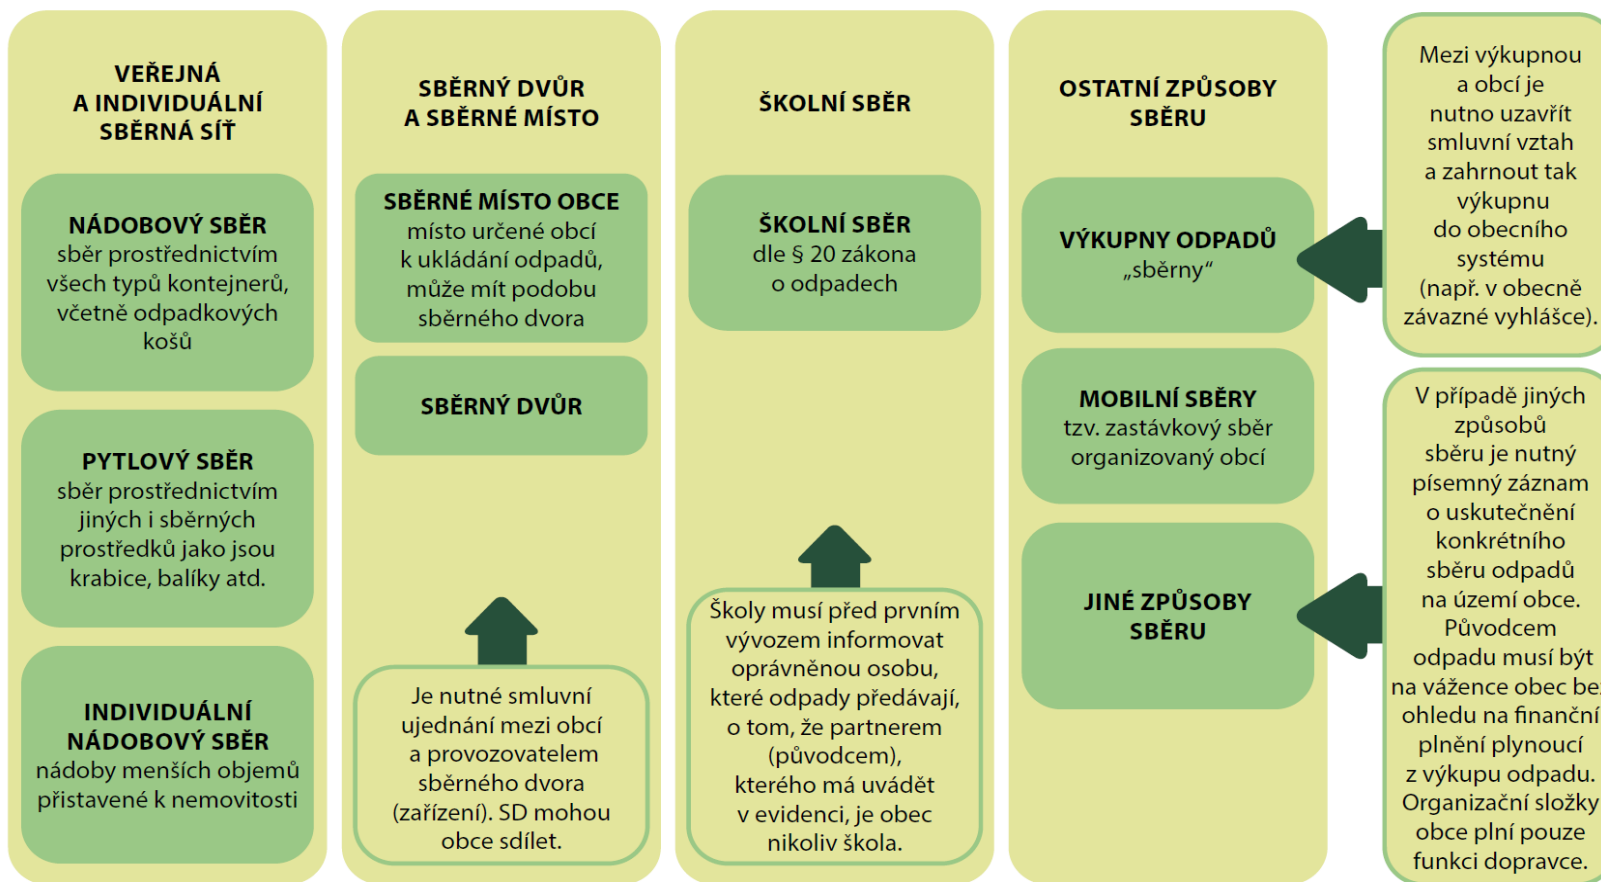 VEŘEJNÁ
A INDIVIDUÁLNÍ
SBĚRNÁ SÍŤ
NÁDOBOVÝ SBĚR
sběr prostřednictvím
všech typů kontejnerů,
včetně odpadkových
košů
PYTLOVÝ SBĚR
sběr prostřednictvím
jiných i sběrných
prostředků jako jsou
krabice, balíky atd.
INDIVIDUÁLNÍ
NÁDOBOVÝ SBĚR
nádoby menších objemů
přistavené k nemovitosti
SBĚRNÝ DVŮR
A SBĚRNÉ MÍSTO
SBĚRNÉ MÍSTO OBCE
místo určené obcí
k ukládání odpadů,
může mít podobu
sběrného dvora
SBĚRNÝ DVŮR
Je nutné smluvní
ujednání mezi obcí
a provozovatelem
sběrného dvora
(zařízení). SD mohou
obce sdílet.
ŠKOLNÍ SBĚR
ŠKOLNÍ SBĚR
dle § 20 zákona
o odpadech
Školy musí před prvním
vývozem informovat
oprávněnou osobu,
které odpady předávají,
o tom, že partnerem
(původcem),
kterého má uvádět
v evidenci, je obec
nikoliv škola.
OSTATNÍ ZPŮSOBY
SBĚRU
VÝKUPNY ODPADŮ
„sběrny“
MOBILNÍ SBĚRY
tzv. zastávkový sběr
organizovaný obcí
JINÉ ZPŮSOBY
SBĚRU
Mezi výkupnou
a obcí je
nutno uzavřít
smluvní vztah
a zahrnout tak
výkupnu
do obecního
systému
(např. v obecně
závazné vyhlášce).
V případě jiných
způsobů
sběru je nutný
písemný záznam
o uskutečnění
konkrétního
sběru odpadů
na území obce.
Původcem
odpadu musí být
na vážence obec bez
ohledu na finanční
plnění plynoucí
z výkupu odpadu.
Organizační složky
obce plní pouze
funkci dopravce.